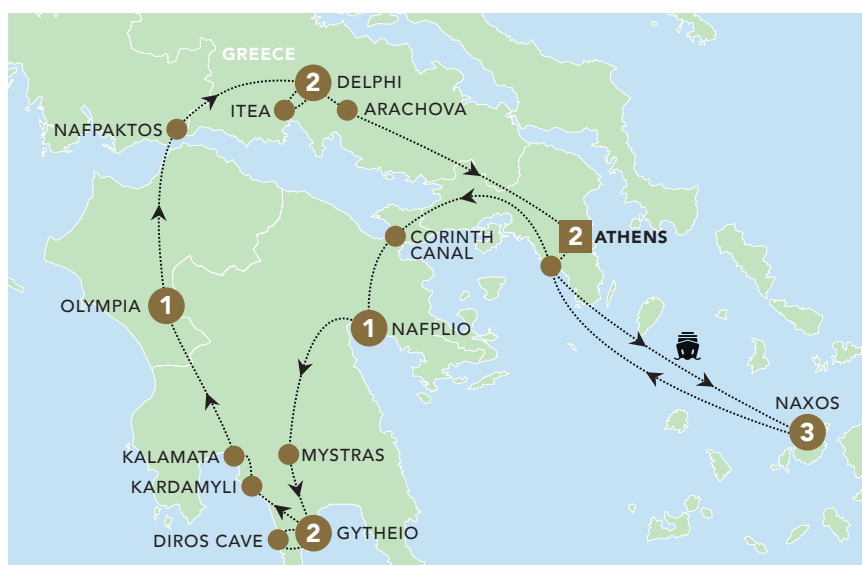 GREECE
2 DELPHI
ITEA
ARACHOVA
NAFPAKTOS
2 ATHENS
CORINTH
CANAL
OLYMPIA 1
1 NAFPLIO
NAXOS
3
KALAMATA
MYSTRAS
KARDAMYLI
2 GYTHEIO
DIROS CAVE